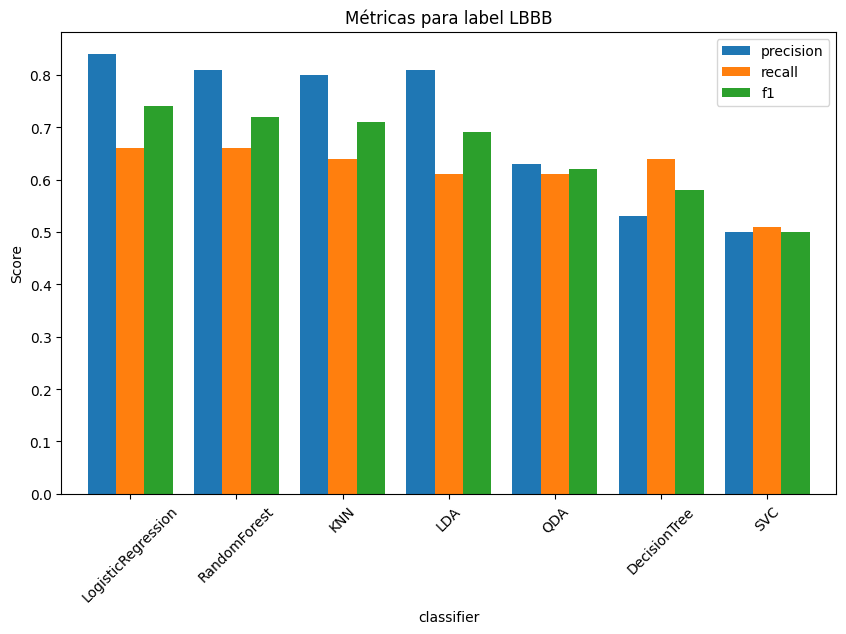 Métricas para label LBBB
precision
recall
f1
Score
0.8
0.7
0.6
0.5
0.4
0.3
0.2
0.1
0.0
LogisticRegression
RandomForest
KNN
LDA
QDA
DecisionTree
SVC
classifier